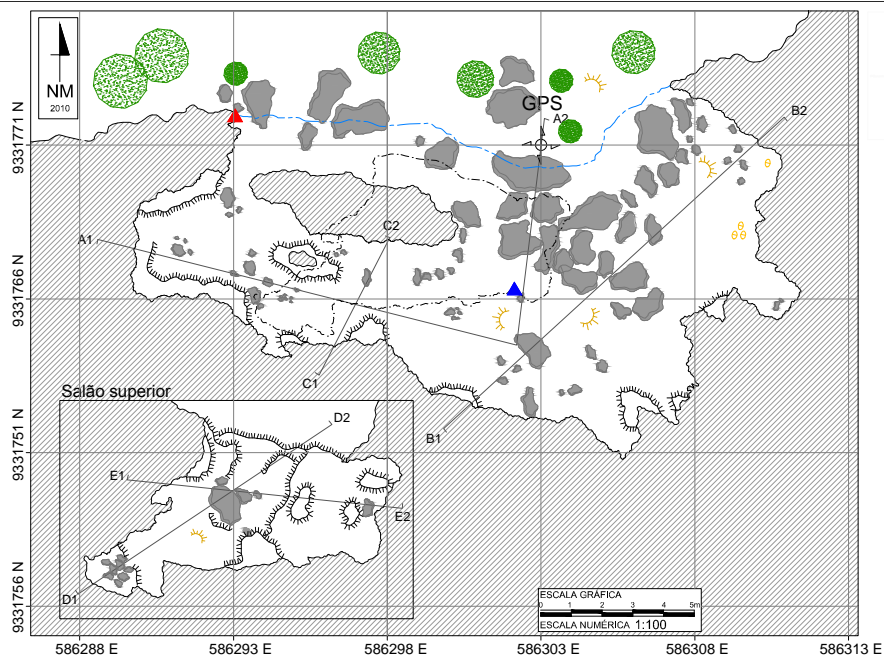 NM
2010
GPS
A2
B2
9331771 N
C2
A1
9331766 N
C1
Salão superior
B1
D2
9331751 N
E1
E2
D1
ESCALA GRÁFICA
0 1 2 3 4 5m
ESCALA NUMÉRICA 1:100
9331756 N
586288 E 586293 E 586298 E 586303 E 586308 E 586313 E